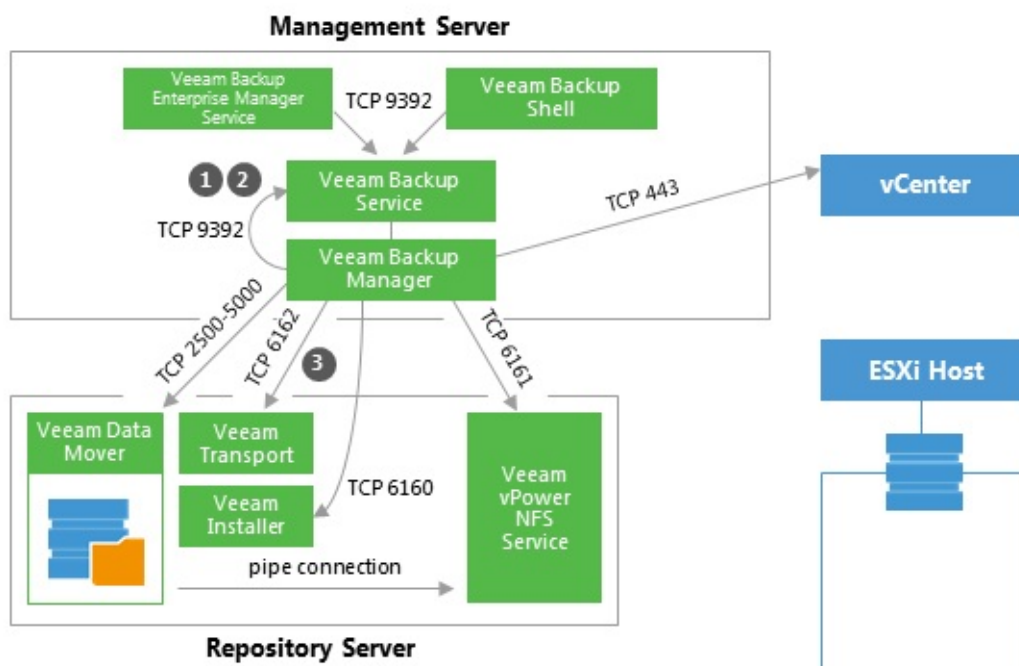 Management Server
Veeam Backup
Enterprise Manager
Service
TCP 9392
Veeam Backup
Shell
1 2
Veeam Backup
Service
TCP 9392
TCP 443
vCenter
Veeam Backup
Manager
TCP 2500-5000
TCP 6162
3
TCP 6161
ESXi Host
Veeam Data
Mover
Veeam
Transport
Veeam
Installer
TCP 6160
Veeam
vPower
NFS
Service
pipe connection
Repository Server